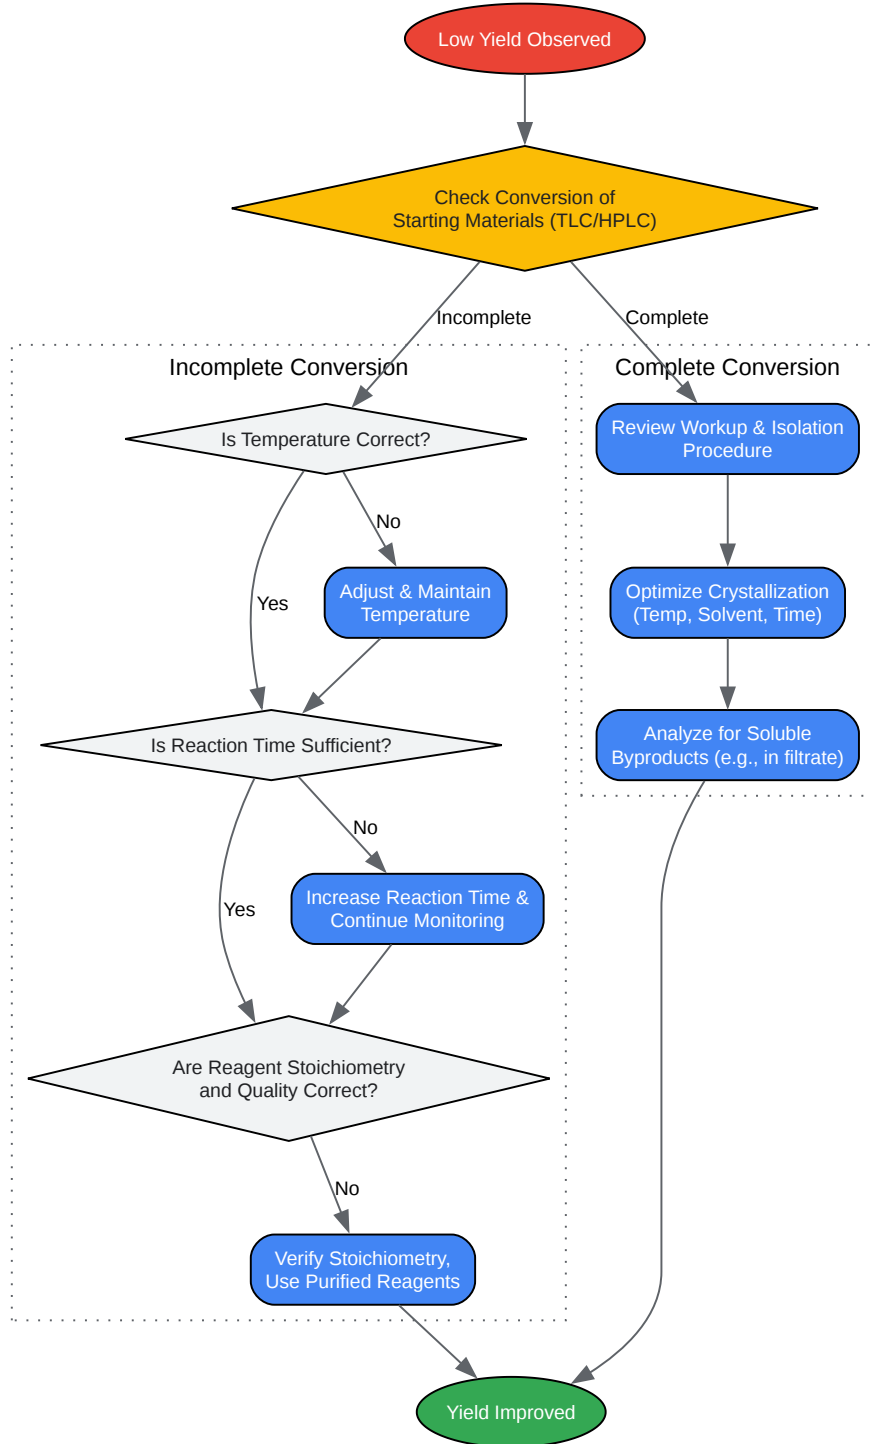 Low Yield Observed
Check Conversion of
Starting Materials (TLC/HPLC)
Incomplete
Complete
Incomplete Conversion
Complete Conversion
Is Temperature Correct?
Review Workup & Isolation
Procedure
No
Yes
Adjust & Maintain
Temperature
Optimize Crystallization
(Temp, Solvent, Time)
Is Reaction Time Sufficient?
Analyze for Soluble
Byproducts (e.g., in filtrate)
No
Yes
Increase Reaction Time &
Continue Monitoring
Are Reagent Stoichiometry
and Quality Correct?
No
Verify Stoichiometry,
Use Purified Reagents
Yield Improved